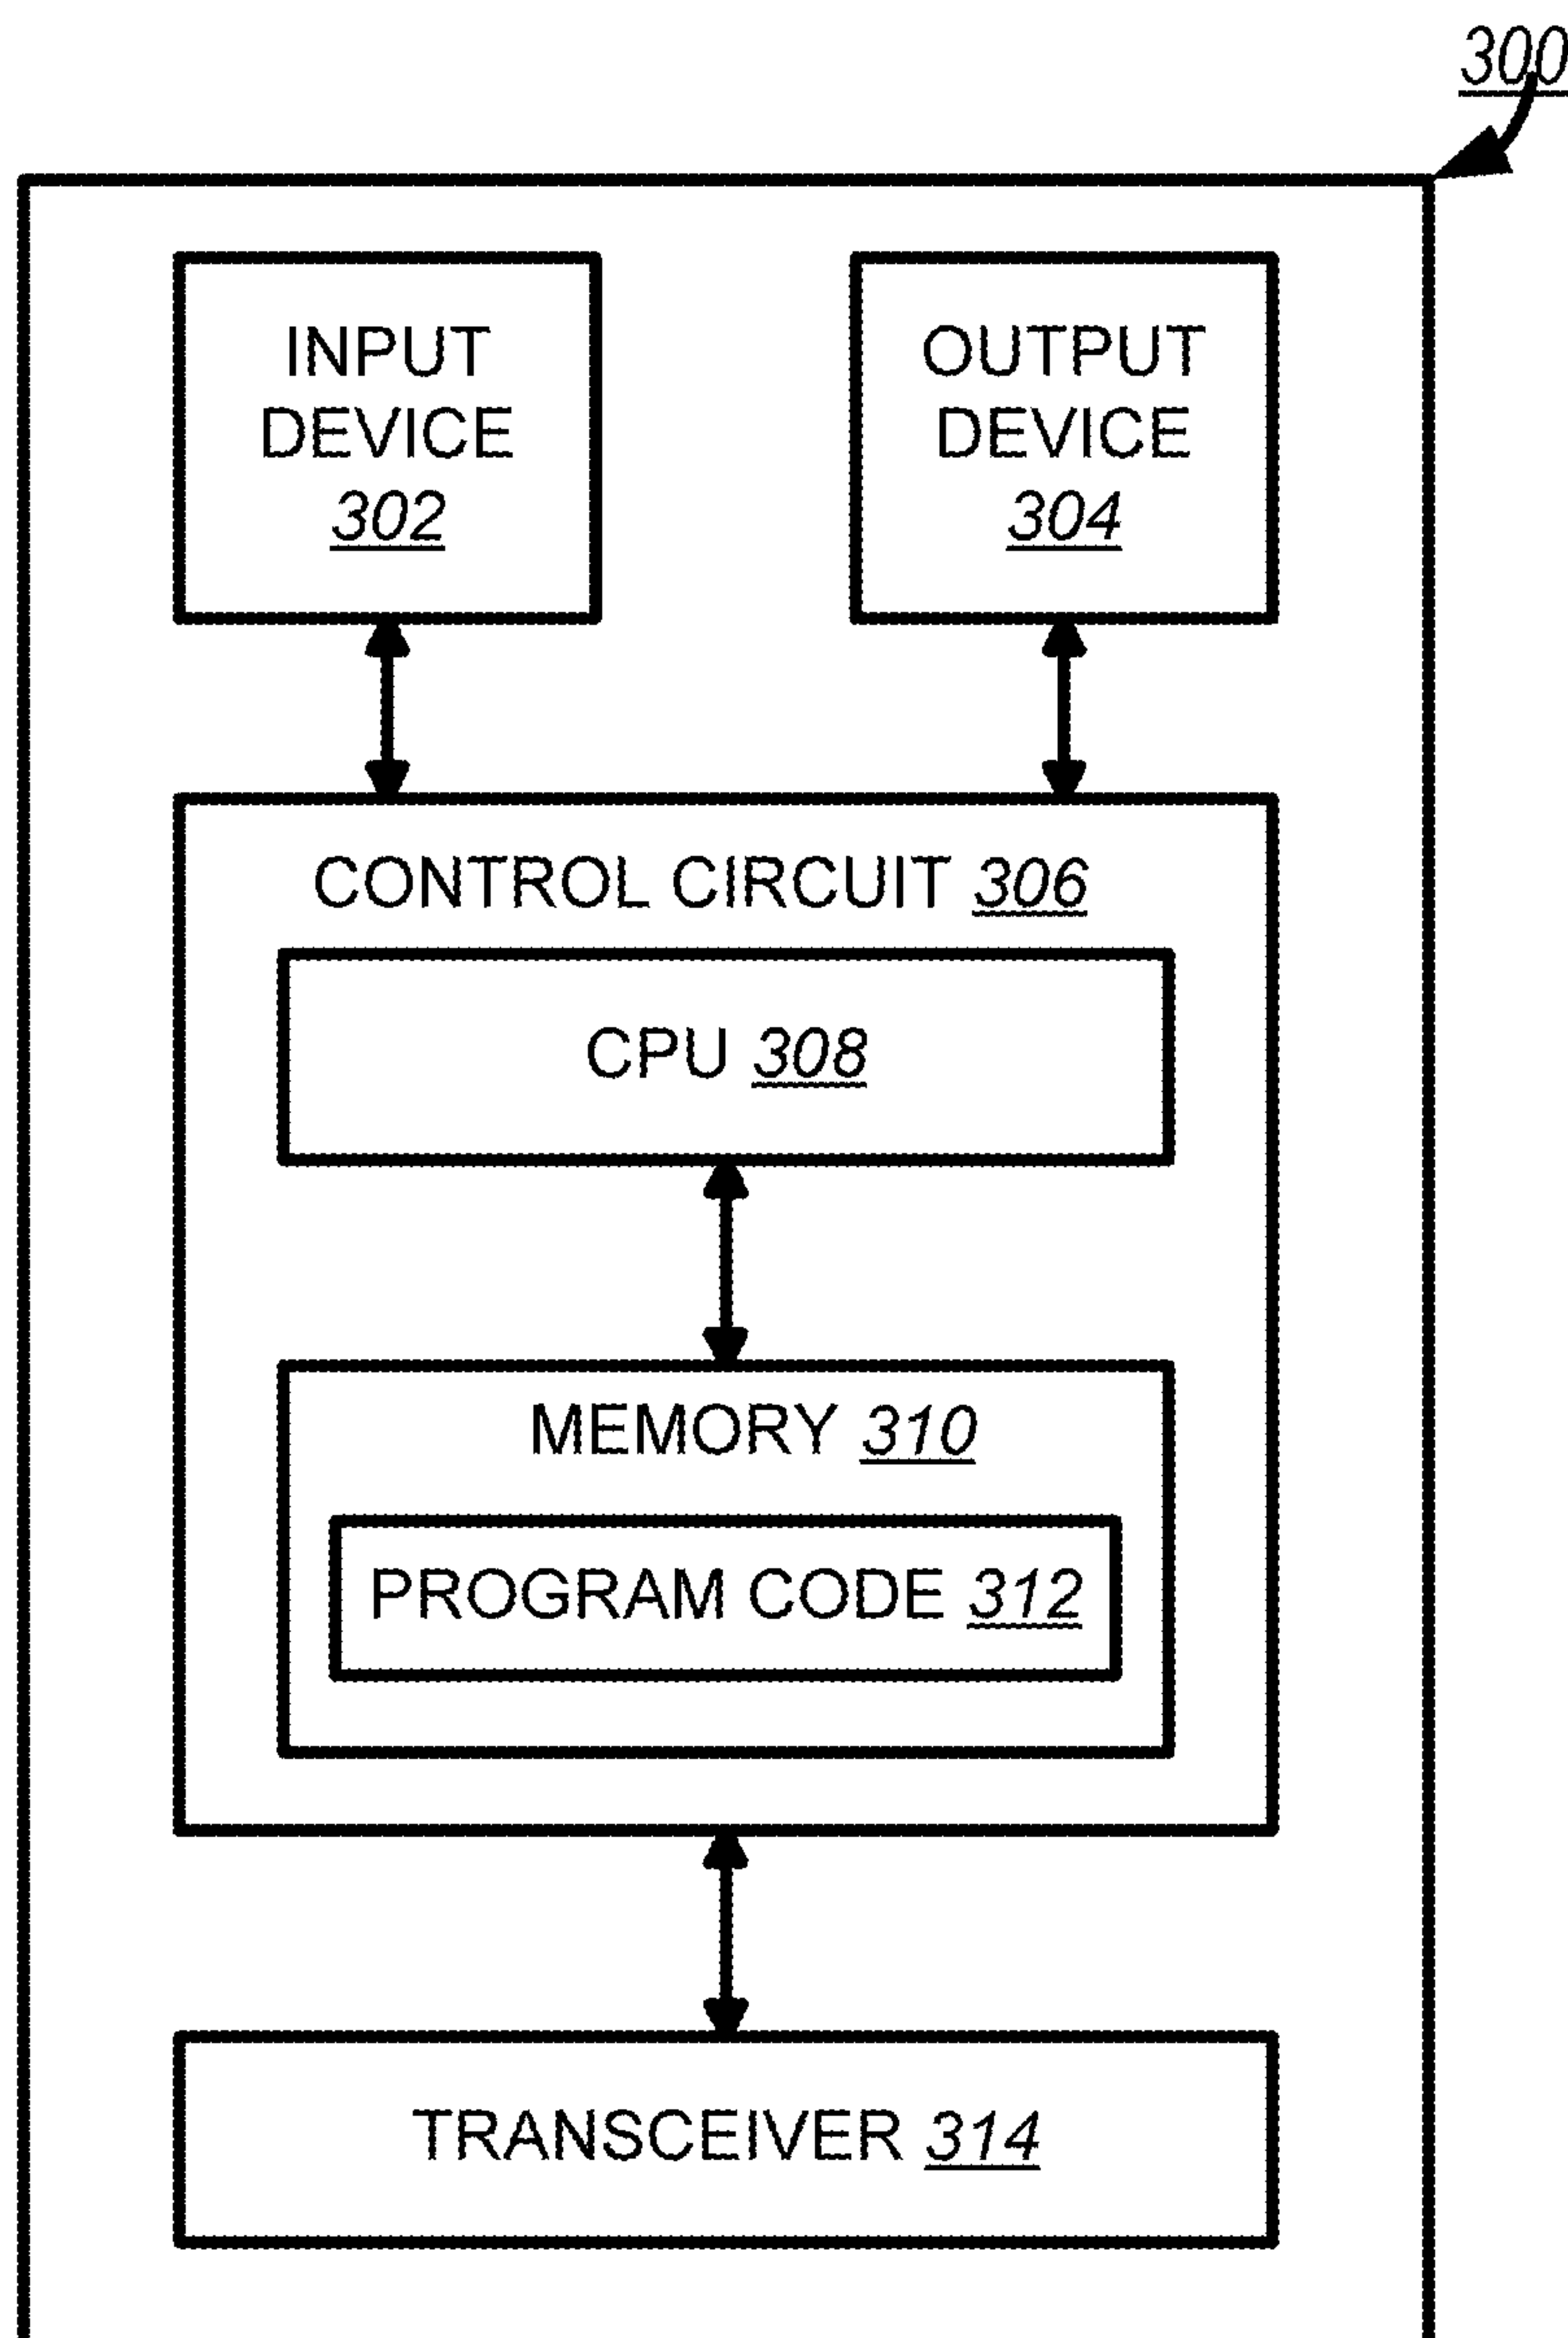 300
INPUT
DEVICE
302
OUTPUT
DEVICE
304
CONTROL CIRCUIT 306
CPU 308
MEMORY 310
PROGRAM CODE 312
TRANSCEIVER 314